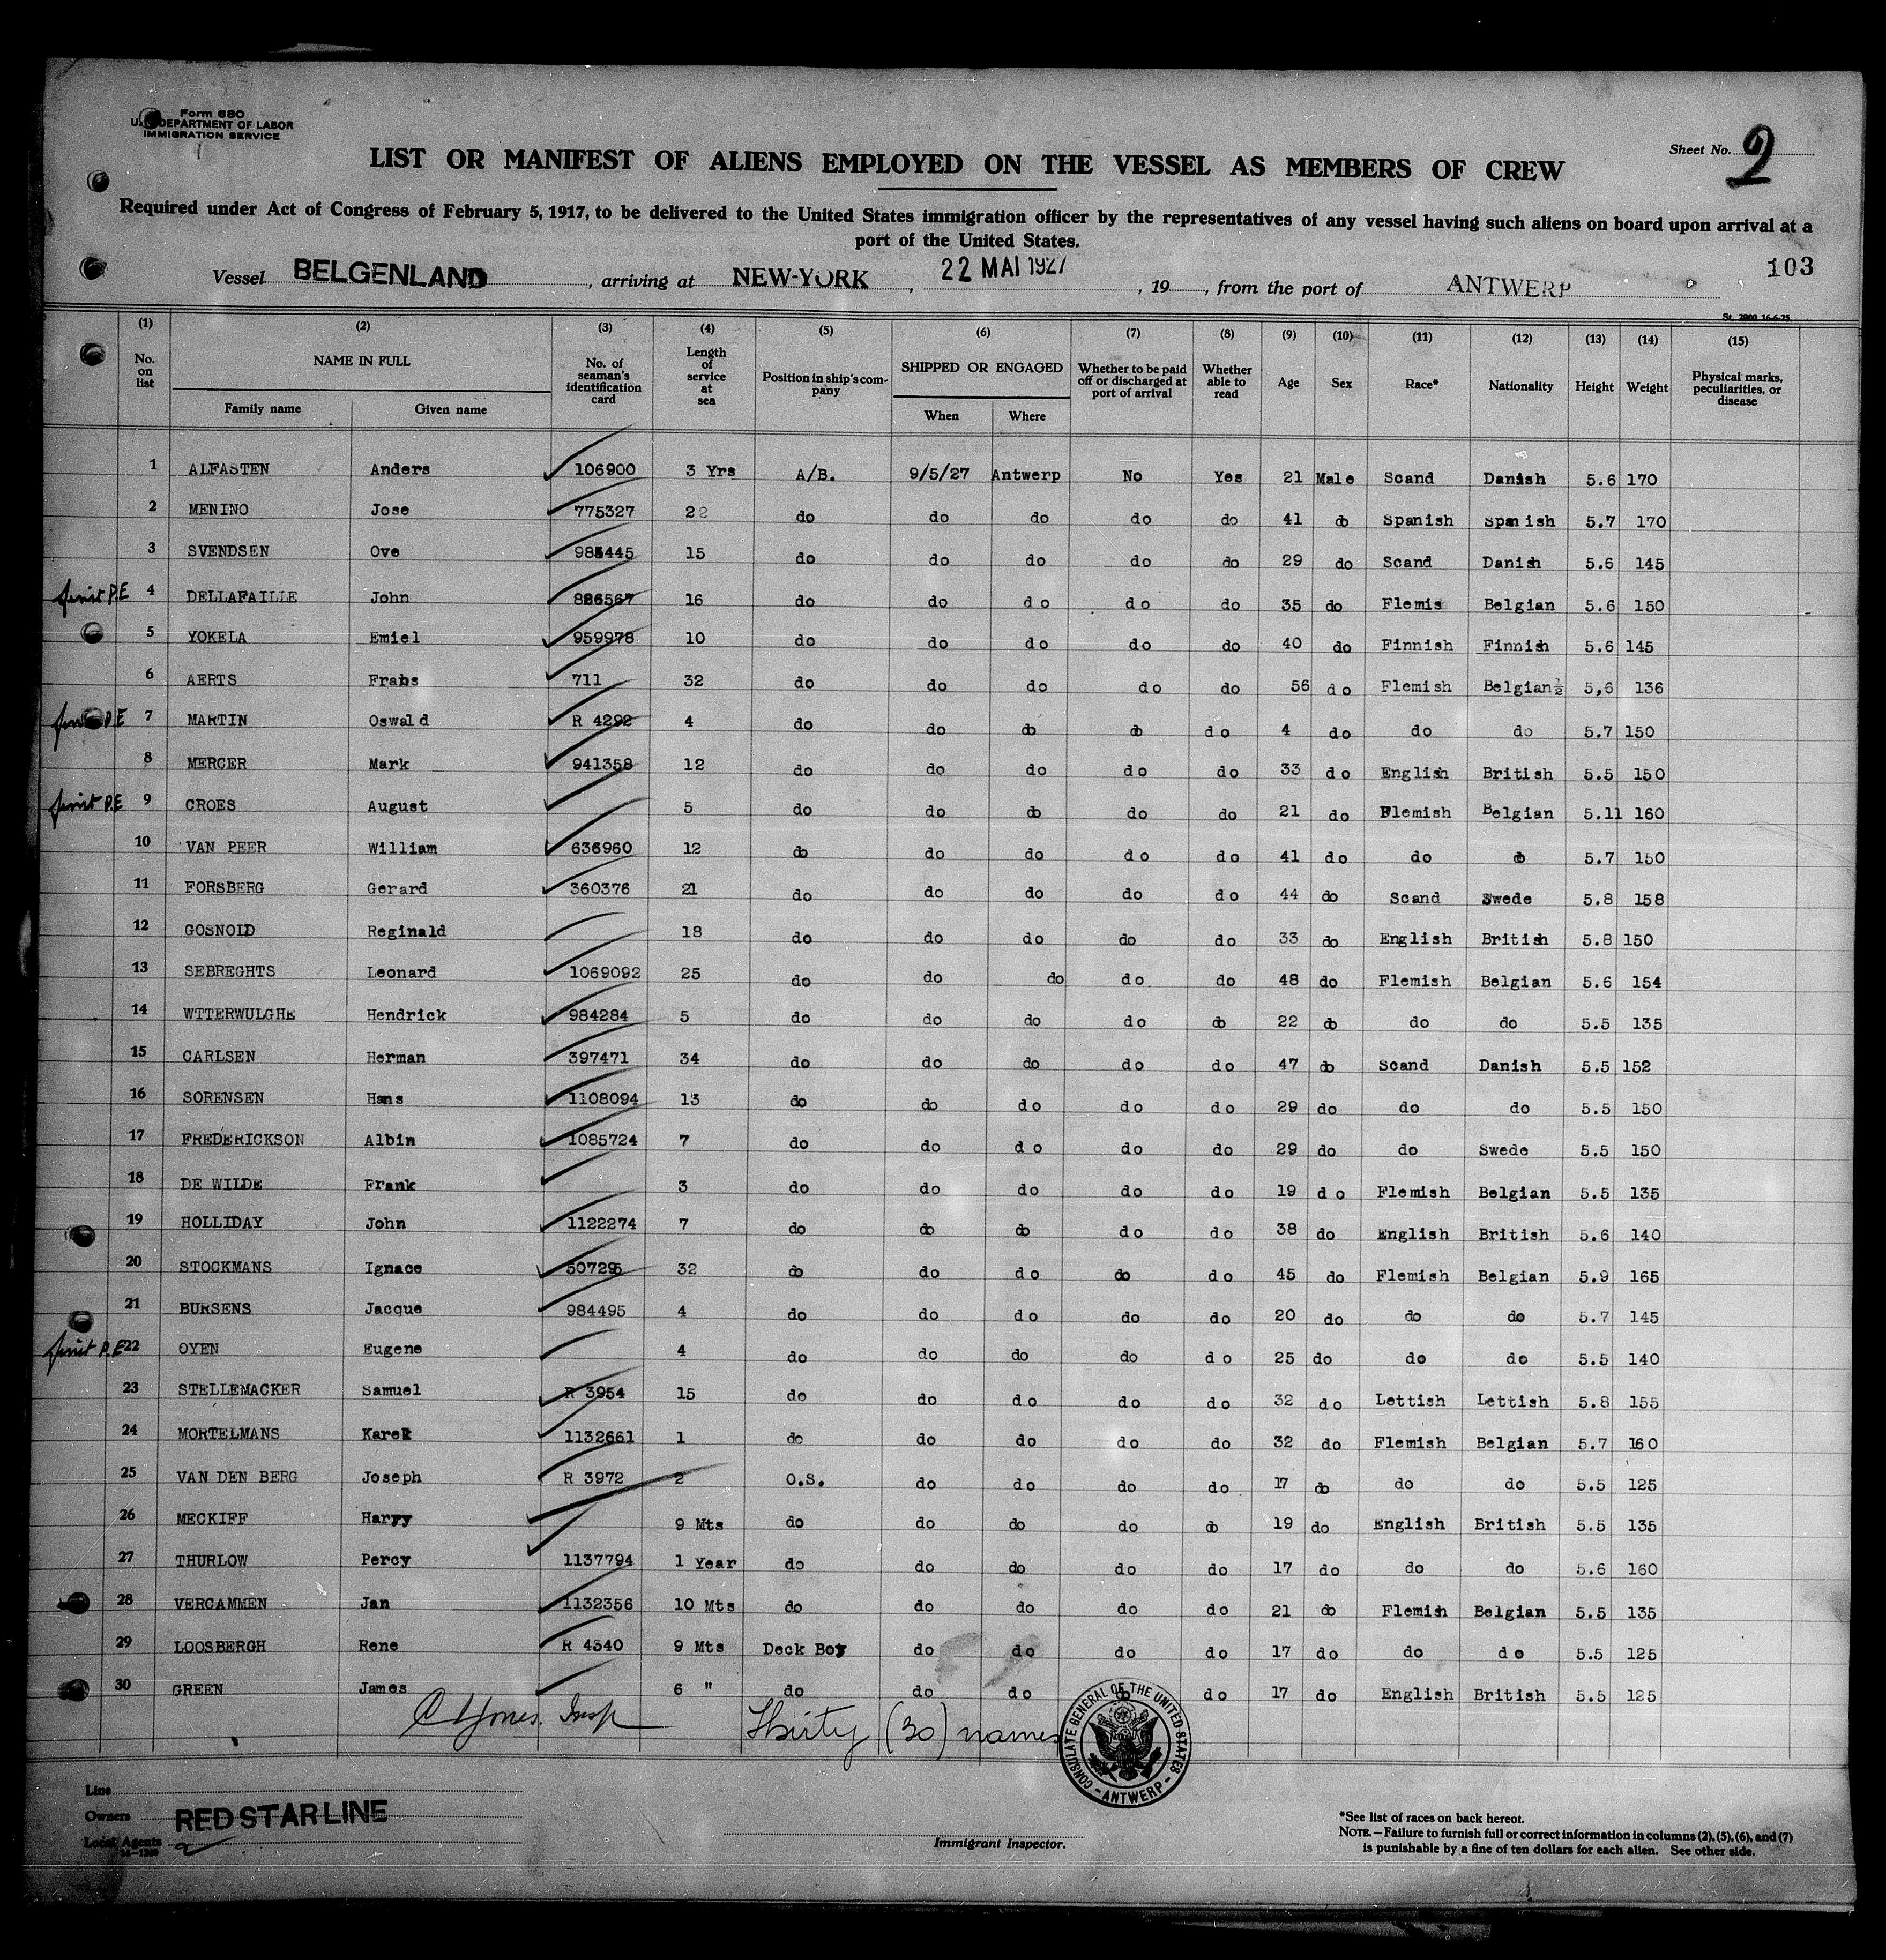 Form 680
U. S. DEPARTMENT OF LABOR
IMMIGRATION SERVICE
Sheet No. 2
LIST OR MANIFEST OF ALIENS EMPLOYED ON THE VESSEL AS MEMBERS OF CREW
Required under Act of Congress of February 5, 1917, to be delivered to the United States immigration officer by the representatives of any vessel having such aliens on board upon arrival at a
port of the United States.
103
Vessel BELGENLAND, arriving at NEW-YORK, 22 MAI 1927, 19, from the port of ANTWERP
St. 2800 16-6-25.
(1) (2) (3) (4) (5) (6) (7) (8) (9) (10) (11) (12) (13) (14) (15)
No. on list NAME IN FULL Family name Given name No. of seaman's identification card Length of service at sea Position in ship's company SHIPPED OR ENGAGED When Where Whether to be paid off or discharged at port of arrival Whether able to read Age Sex Race* Nationality Height Weight Physical marks, peculiarities, or disease
1 ALFASTEN Anders 106900 3 Yrs A/B. 9/5/27 Antwerp No Yes 21 Male Scand Danish 5.6 170
2 MENINO Jose 775327 22 do do do do do 41 do Spanish Spanish 5.7 170
3 SVENDSEN Ove 985445 15 do do do do do 29 do Scand Danish 5.6 145
4 DELLAFAILLE John 886567 16 do do do do do 35 do Flemis Belgian 5.6 150
5 YOKELA Emiel 959978 10 do do do do do 40 do Finnish Finnish 5.6 145
6 AERTS Frans 711 32 do do do do do 56 do Flemish Belgian 5,6½ 136
P.E 7 MARTIN Oswald R 4292 4 do do do do do 4 do do do 5.7 150
8 MERCER Mark 941358 12 do do do do do 33 do English British 5.5 150
P.E 9 CROES August 5 do do do do do 21 do Flemish Belgian 5.11 160
10 VAN PEER William 636960 12 do do do do do 41 do do do 5.7 150
11 FORSBERG Gerard 360376 21 do do do do do 44 do Scand Swede 5.8 158
12 GOSNOID Reginald 18 do do do do do 33 do English British 5.8 150
13 SEBREGHTS Leonard 1069092 25 do do do do do 48 do Flemish Belgian 5.6 154
14 WTTERWULGHE Hendrick 984284 5 do do do do do 22 do do do 5.5 135
15 CARLSEN Herman 397471 34 do do do do do 47 do Scand Danish 5.5 152
16 SORENSEN Hans 1108094 13 do do do do do 29 do do do 5.5 150
17 FREDERICKSON Albin 1085724 7 do do do do do 29 do do Swede 5.5 150
18 DE WILDE Frank 3 do do do do do 19 do Flemish Belgian 5.5 135
19 HOLLIDAY John 1122274 7 do do do do do 38 do English British 5.6 140
20 STOCKMANS Ignace 507295 32 do do do do do 45 do Flemish Belgian 5.9 165
21 BURSENS Jacque 984495 4 do do do do do 20 do do do 5.7 145
P.E 22 OYEN Eugene 4 do do do do do 25 do do do 5.5 140
23 STELLEMACKER Samuel R 3954 15 do do do do do 32 do Lettish Lettish 5.8 155
24 MORTELMANS Karel 1132661 1 do do do do do 32 do Flemish Belgian 5.7 160
25 VAN DEN BERG Joseph R 3972 2 O.S. do do do do 17 do do do 5.5 125
26 MECKIFF Harry 9 Mts do do do do do 19 do English British 5.5 135
27 THURLOW Percy 1137794 1 Year do do do do do 17 do do do 5.6 160
28 VERCAMMEN Jan 1132356 10 Mts do do do do do 21 do Flemish Belgian 5.5 135
29 LOOSBERGH Rene R 4340 9 Mts Deck Boy do do do do 17 do do do 5.5 125
30 GREEN James 6 " do do do do do 17 do English British 5.5 125
Jones. Insp Thirty (30) names
CONSULATE GENERAL OF THE UNITED STATES - ANTWERP -
Line
Owners RED STAR LINE
Local Agents
Immigrant Inspector.
*See list of races on back hereof.
NOTE.—Failure to furnish full or correct information in columns (2), (5), (6), and (7)
is punishable by a fine of ten dollars for each alien. See other side.